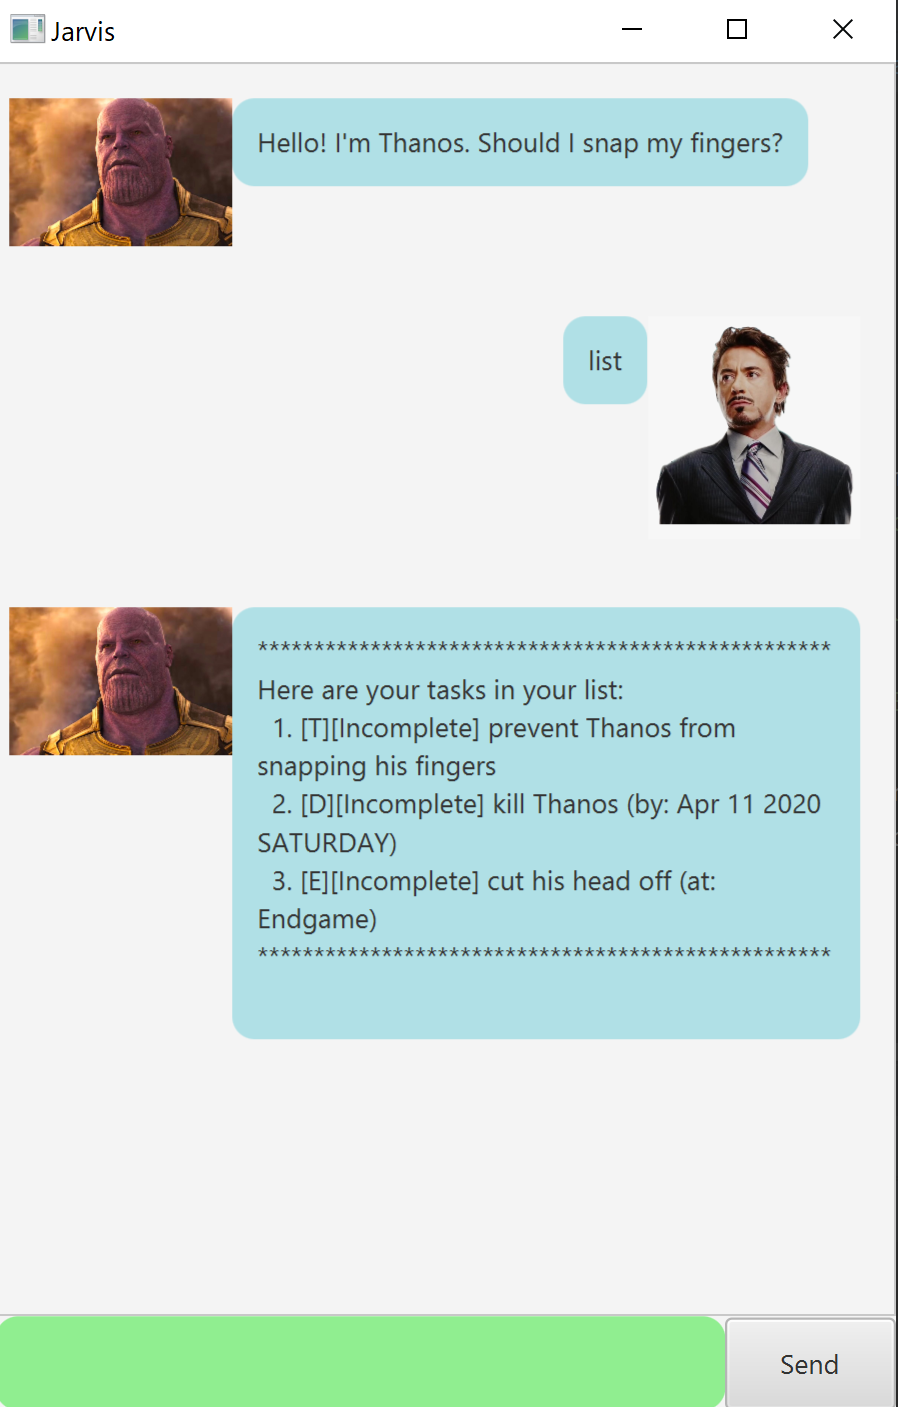 Jarvis
Hello! I'm Thanos. Should I snap my fingers?
list
***************************************************
Here are your tasks in your list:
1. [T][Incomplete] prevent Thanos from
snapping his fingers
2. [D][Incomplete] kill Thanos (by: Apr 11 2020
SATURDAY)
3. [E][Incomplete] cut his head off (at:
Endgame)
***************************************************
Send